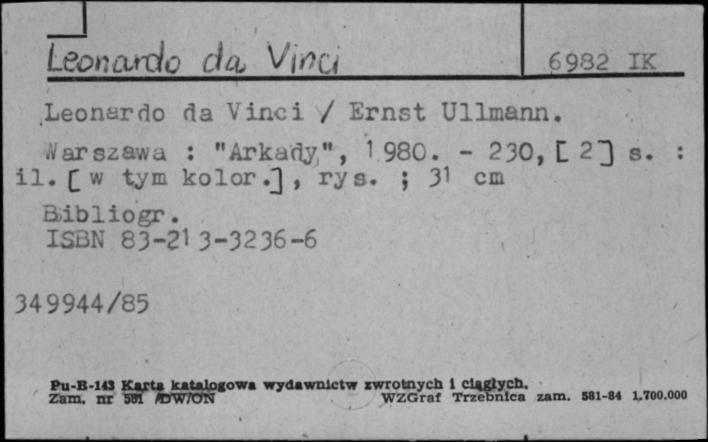 Leonardo da Vinci
6982 IK
Leonardo da Vinci / Ernst Ullmann.
Warszawa : "Arkady", 1980. - 230, [2] s. :
il. [w tym kolor.], rys. ; 31 cm
Bibliogr.
ISBN 83-213-3236-6
349944/85
Pu-B-143 Karta katalogowa wydawnictw zwrotnych i ciągłych.
Zam. nr 581 /DW/ON WZGraf Trzebnica zam. 581-84 1.700.000